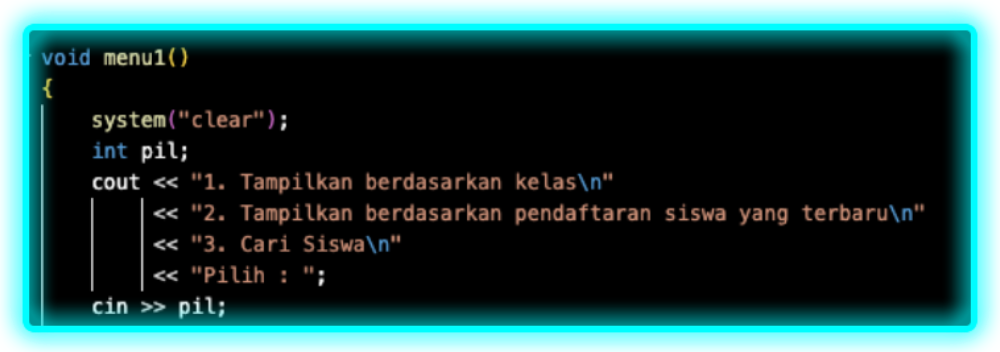 void menu1()
{
    system("clear");
    int pil;
    cout << "1. Tampilkan berdasarkan kelas\n"
         << "2. Tampilkan berdasarkan pendaftaran siswa yang terbaru\n"
         << "3. Cari Siswa\n"
         << "Pilih : ";
    cin >> pil;